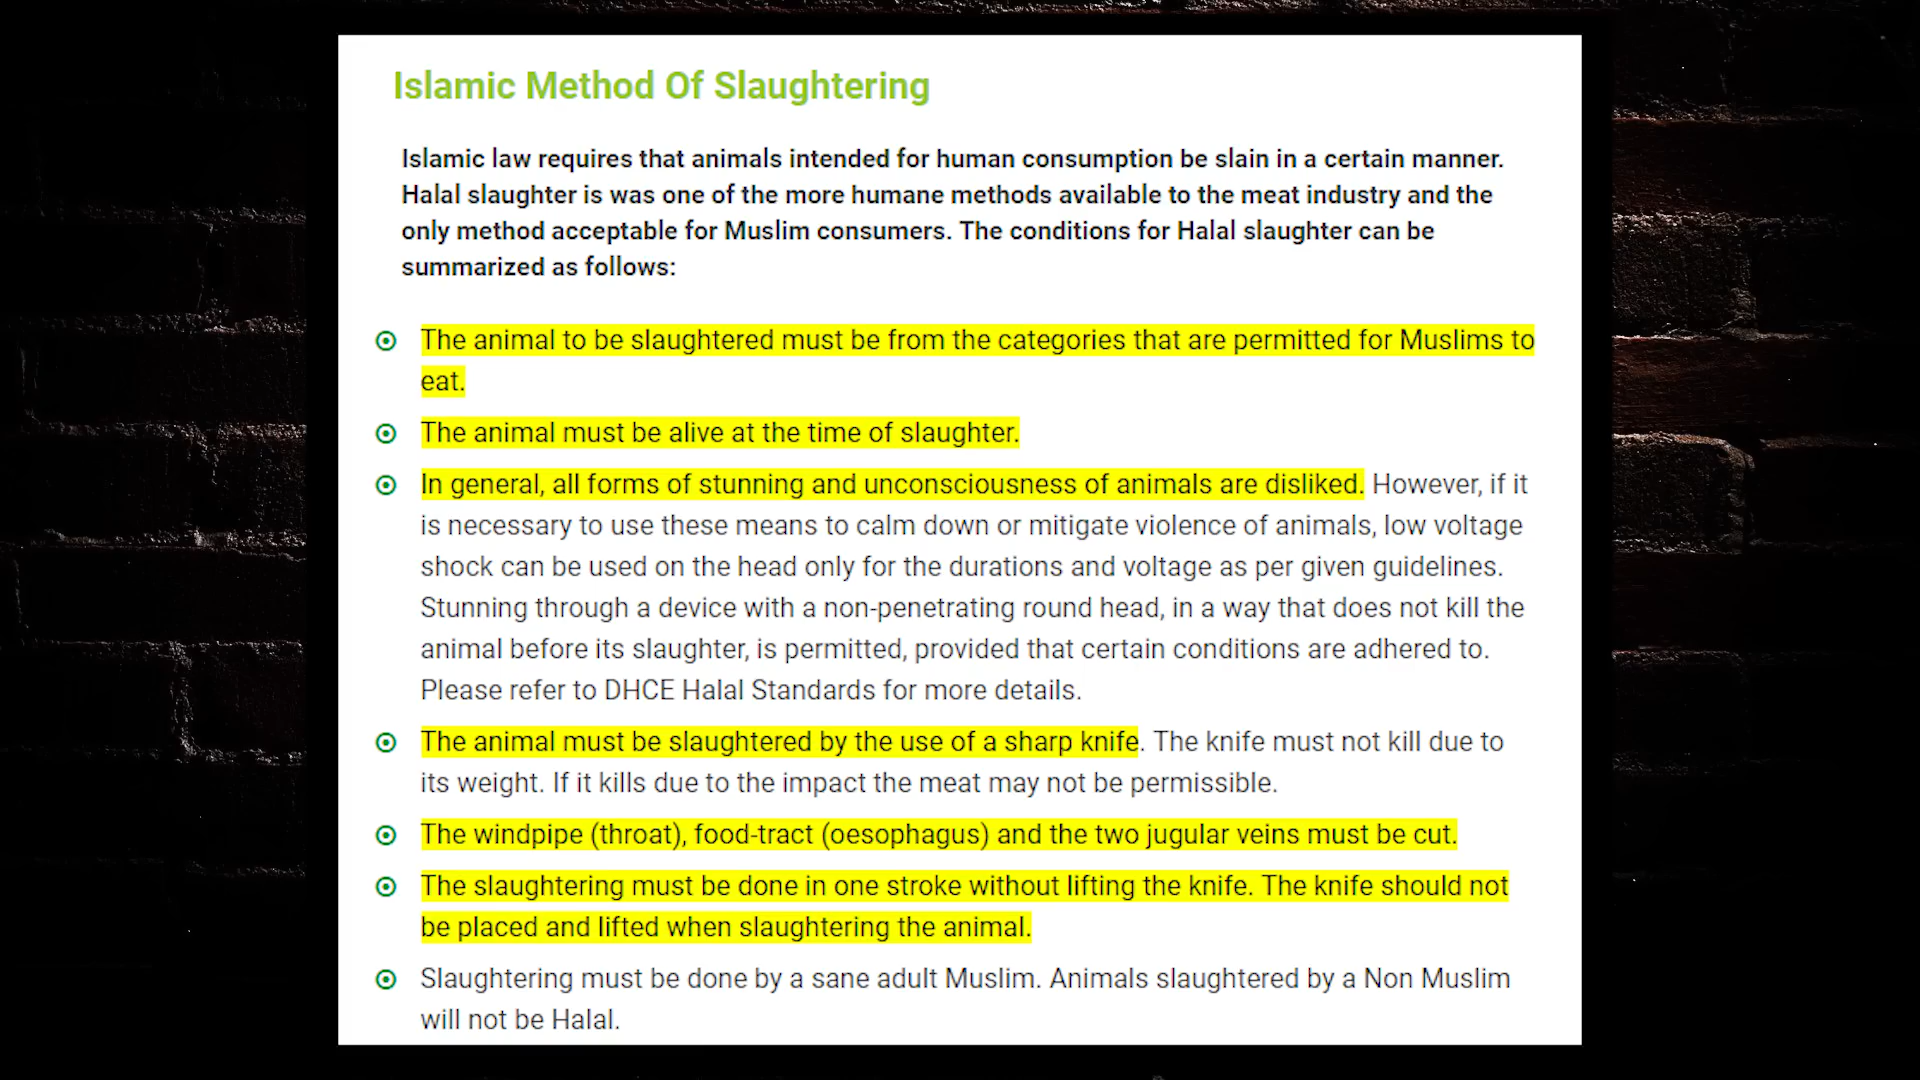 Islamic Method Of Slaughtering
Islamic law requires that animals intended for human consumption be slain in a certain manner.
Halal slaughter is was one of the more humane methods available to the meat industry and the
only method acceptable for Muslim consumers. The conditions for Halal slaughter can be
summarized as follows:
The animal to be slaughtered must be from the categories that are permitted for Muslims to
eat.
The animal must be alive at the time of slaughter.
In general, all forms of stunning and unconsciousness of animals are disliked. However, if it
is necessary to use these means to calm down or mitigate violence of animals, low voltage
shock can be used on the head only for the durations and voltage as per given guidelines.
Stunning through a device with a non-penetrating round head, in a way that does not kill the
animal before its slaughter, is permitted, provided that certain conditions are adhered to.
Please refer to DHCE Halal Standards for more details.
The animal must be slaughtered by the use of a sharp knife. The knife must not kill due to
its weight. If it kills due to the impact the meat may not be permissible.
The windpipe (throat), food-tract (oesophagus) and the two jugular veins must be cut.
The slaughtering must be done in one stroke without lifting the knife. The knife should not
be placed and lifted when slaughtering the animal.
Slaughtering must be done by a sane adult Muslim. Animals slaughtered by a Non Muslim
will not be Halal.